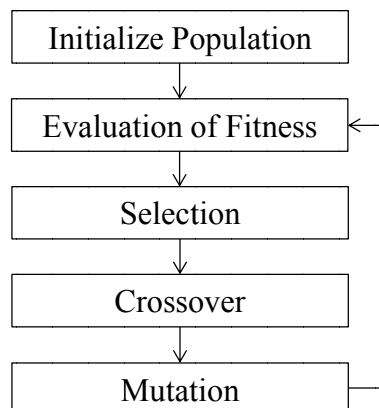 Initialize Population
Evaluation of Fitness
Selection
Crossover
Mutation